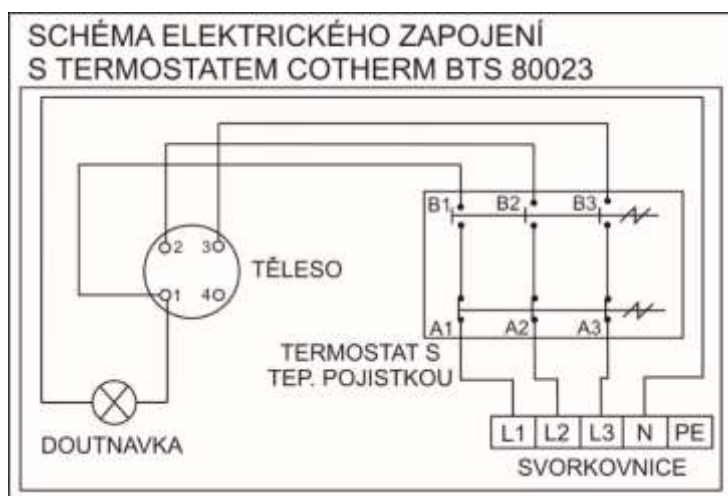 SCHÉMA ELEKTRICKÉHO ZAPOJENÍ
S TERMOSTATEM COTHERM BTS 80023
B1 B2 B3
2 3
TĚLESO
1 4
A1 A2 A3
TERMOSTAT S
TEP. POJISTKOU
DOUTNAVKA
L1 L2 L3 N PE
SVORKOVNICE